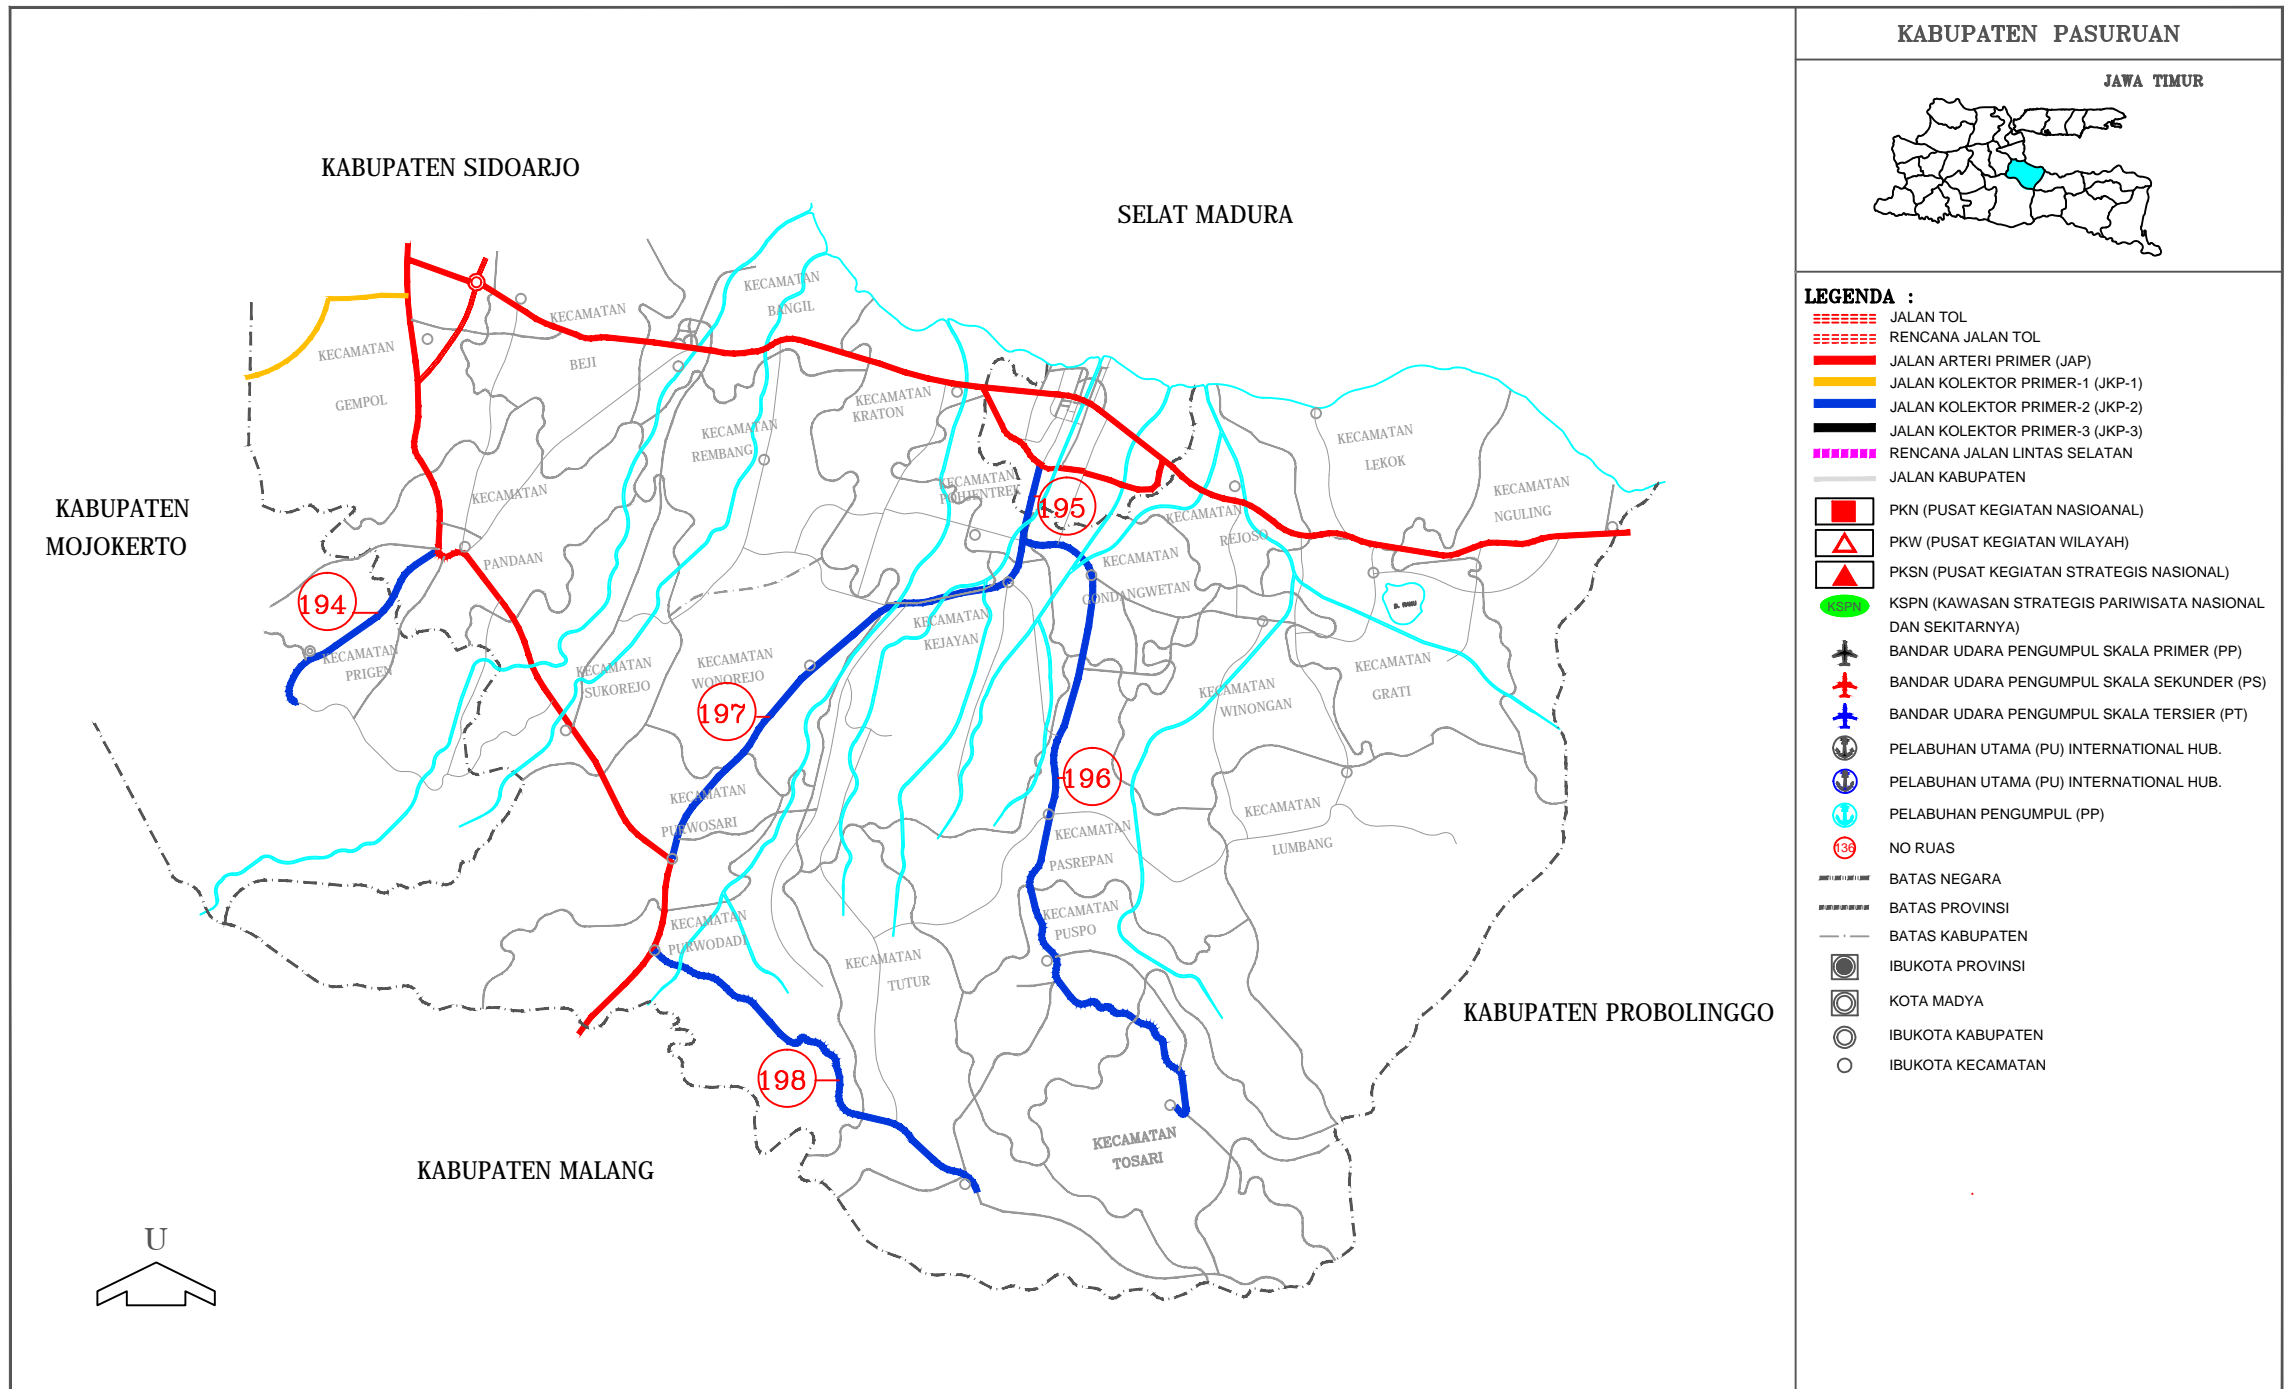 KABUPATEN PASURUAN
JAWA TIMUR
KABUPATEN SIDOARJO
SELAT MADURA
KABUPATEN
MOJOKERTO
KABUPATEN PROBOLINGGO
KABUPATEN MALANG
U
KECAMATAN
GEMPOL
KECAMATAN
BEJI
KECAMATAN
BANGIL
KECAMATAN
REMBANG
KECAMATAN
KRATON
KECAMATAN
POHJENTREK
KECAMATAN
LEKOK
KECAMATAN
NGULING
KECAMATAN
REJOSO
KECAMATAN
GONDANGWETAN
KECAMATAN
PANDAAN
KECAMATAN
PRIGEN
KECAMATAN
SUKOREJO
KECAMATAN
WONOREJO
KECAMATAN
KEJAYAN
KECAMATAN
WINONGAN
KECAMATAN
GRATI
KECAMATAN
PURWOSARI
KECAMATAN
PASREPAN
KECAMATAN
LUMBANG
KECAMATAN
PURWODADI
KECAMATAN
TUTUR
KECAMATAN
PUSPO
KECAMATAN
TOSARI
194
195
196
197
198
LEGENDA :
JALAN TOL
RENCANA JALAN TOL
JALAN ARTERI PRIMER (JAP)
JALAN KOLEKTOR PRIMER-1 (JKP-1)
JALAN KOLEKTOR PRIMER-2 (JKP-2)
JALAN KOLEKTOR PRIMER-3 (JKP-3)
RENCANA JALAN LINTAS SELATAN
JALAN KABUPATEN
PKN (PUSAT KEGIATAN NASIOANAL)
PKW (PUSAT KEGIATAN WILAYAH)
PKSN (PUSAT KEGIATAN STRATEGIS NASIONAL)
KSPN KSPN (KAWASAN STRATEGIS PARIWISATA NASIONAL
DAN SEKITARNYA)
BANDAR UDARA PENGUMPUL SKALA PRIMER (PP)
BANDAR UDARA PENGUMPUL SKALA SEKUNDER (PS)
BANDAR UDARA PENGUMPUL SKALA TERSIER (PT)
PELABUHAN UTAMA (PU) INTERNATIONAL HUB.
PELABUHAN UTAMA (PU) INTERNATIONAL HUB.
PELABUHAN PENGUMPUL (PP)
136 NO RUAS
BATAS NEGARA
BATAS PROVINSI
BATAS KABUPATEN
IBUKOTA PROVINSI
KOTA MADYA
IBUKOTA KABUPATEN
IBUKOTA KECAMATAN